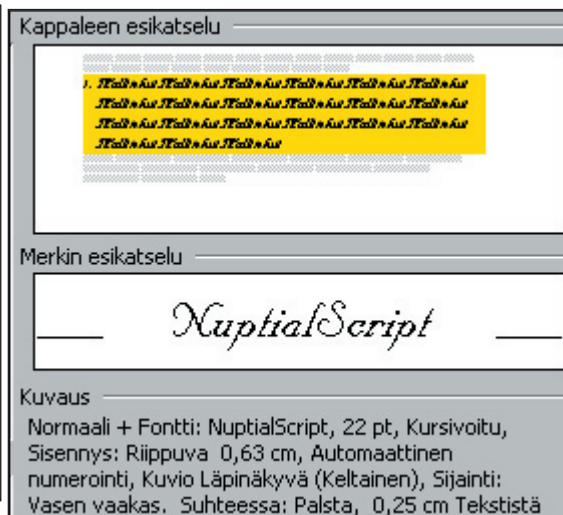 Kappaleen esikatselu
Merkin esikatselu
NuptialScript
Kuvaus
Normaali + Fontti: NuptialScript, 22 pt, Kursivoitu,
Sisennys: Riippuva 0,63 cm, Automaattinen
numerointi, Kuvio Läpinäkyvä (Keltainen), Sijainti:
Vasen vaakas. Suhteessa: Palsta, 0,25 cm Tekstistä